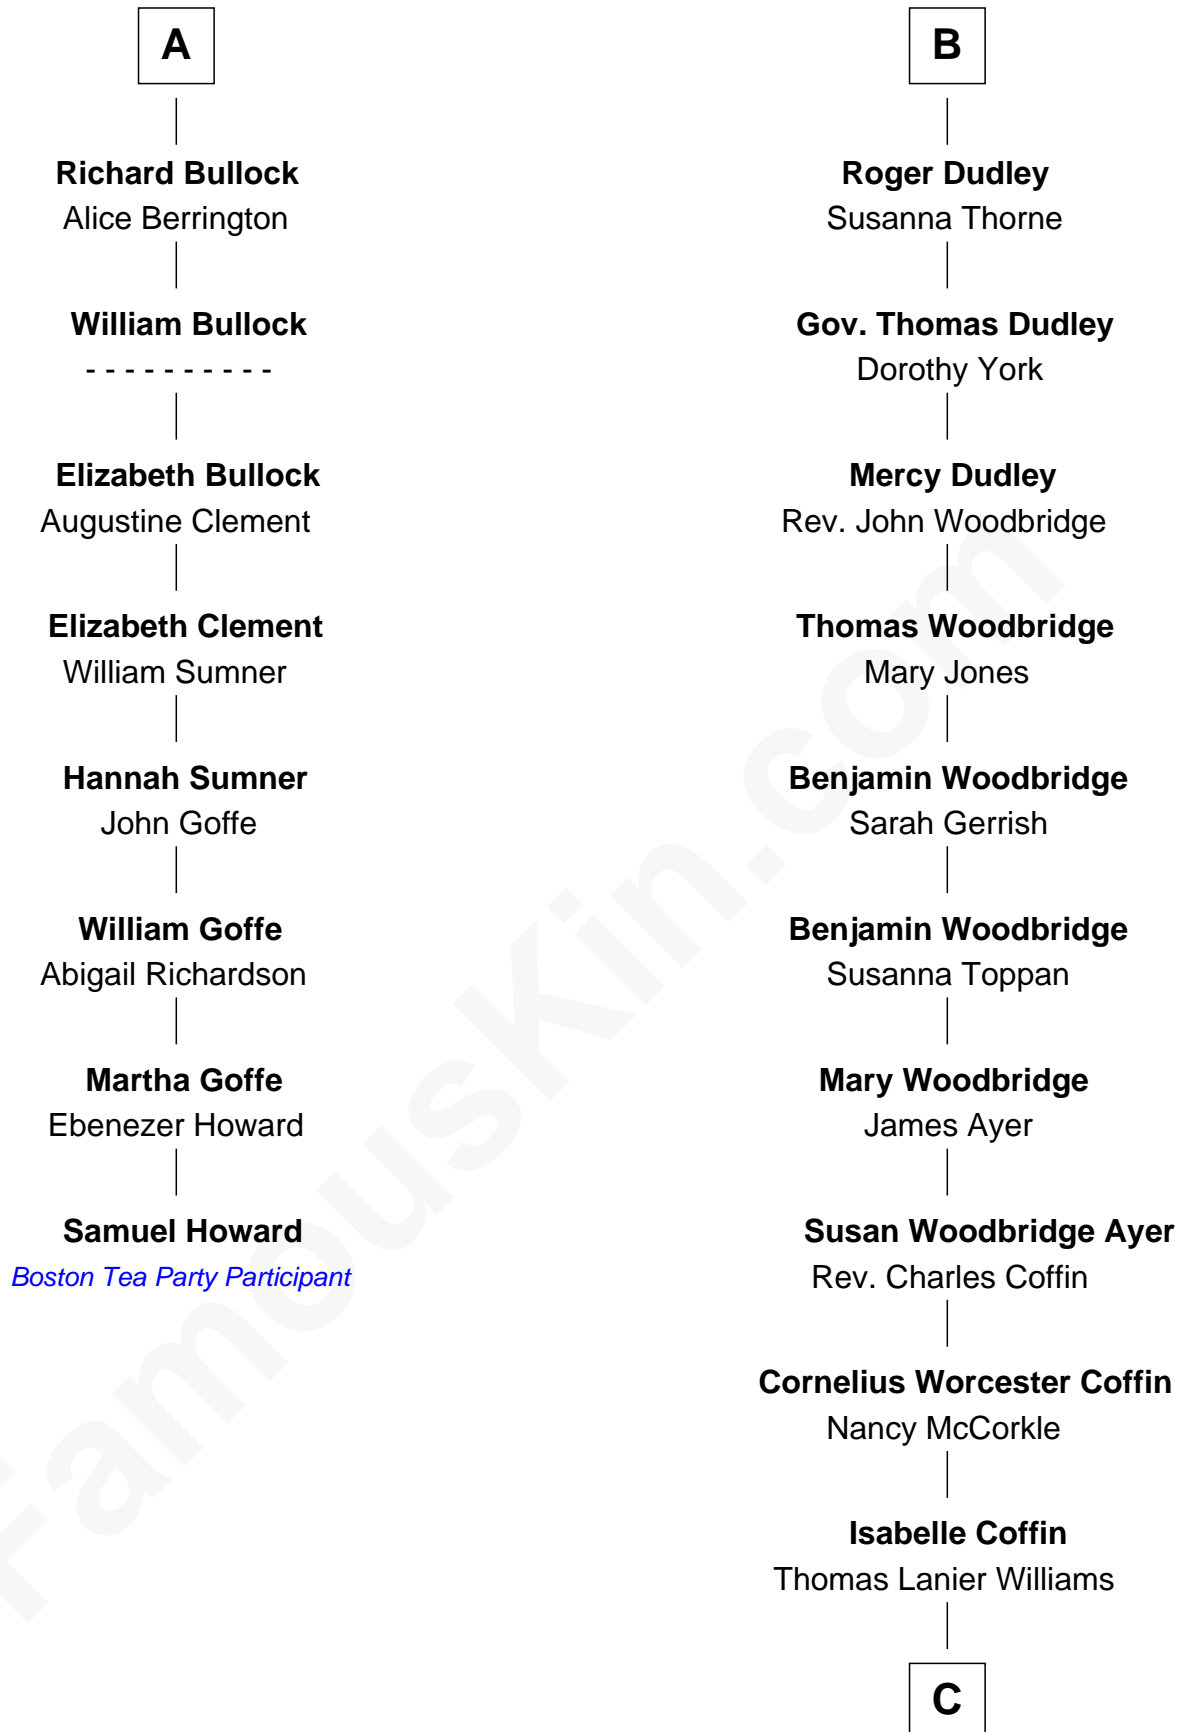 A
Richard Bullock
Alice Berrington
William Bullock
- - - - - - - - - -
Elizabeth Bullock
Augustine Clement
Elizabeth Clement
William Sumner
Hannah Sumner
John Goffe
William Goffe
Abigail Richardson
Martha Goffe
Ebenezer Howard
Samuel Howard
Boston Tea Party Participant
B
Roger Dudley
Susanna Thorne
Gov. Thomas Dudley
Dorothy York
Mercy Dudley
Rev. John Woodbridge
Thomas Woodbridge
Mary Jones
Benjamin Woodbridge
Sarah Gerrish
Benjamin Woodbridge
Susanna Toppan
Mary Woodbridge
James Ayer
Susan Woodbridge Ayer
Rev. Charles Coffin
Cornelius Worcester Coffin
Nancy McCorkle
Isabelle Coffin
Thomas Lanier Williams
C
FamousKin.com